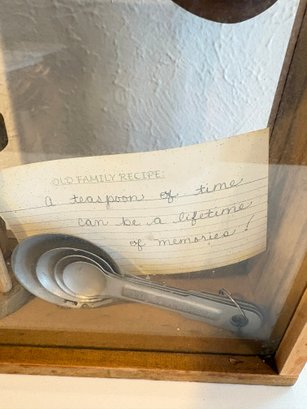 OLD FAMILY RECIPE:
a teaspoon of time
can be a lifetime
of memories!